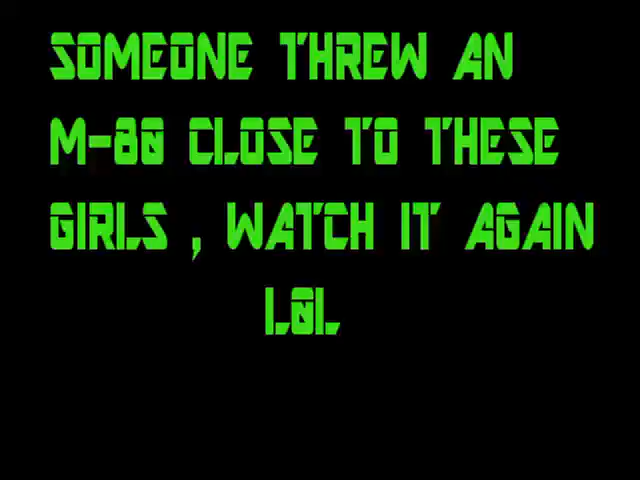 SOMEONE THREW AN
M-80 CLOSE TO THESE
GIRLS , WATCH IT AGAIN
LOL